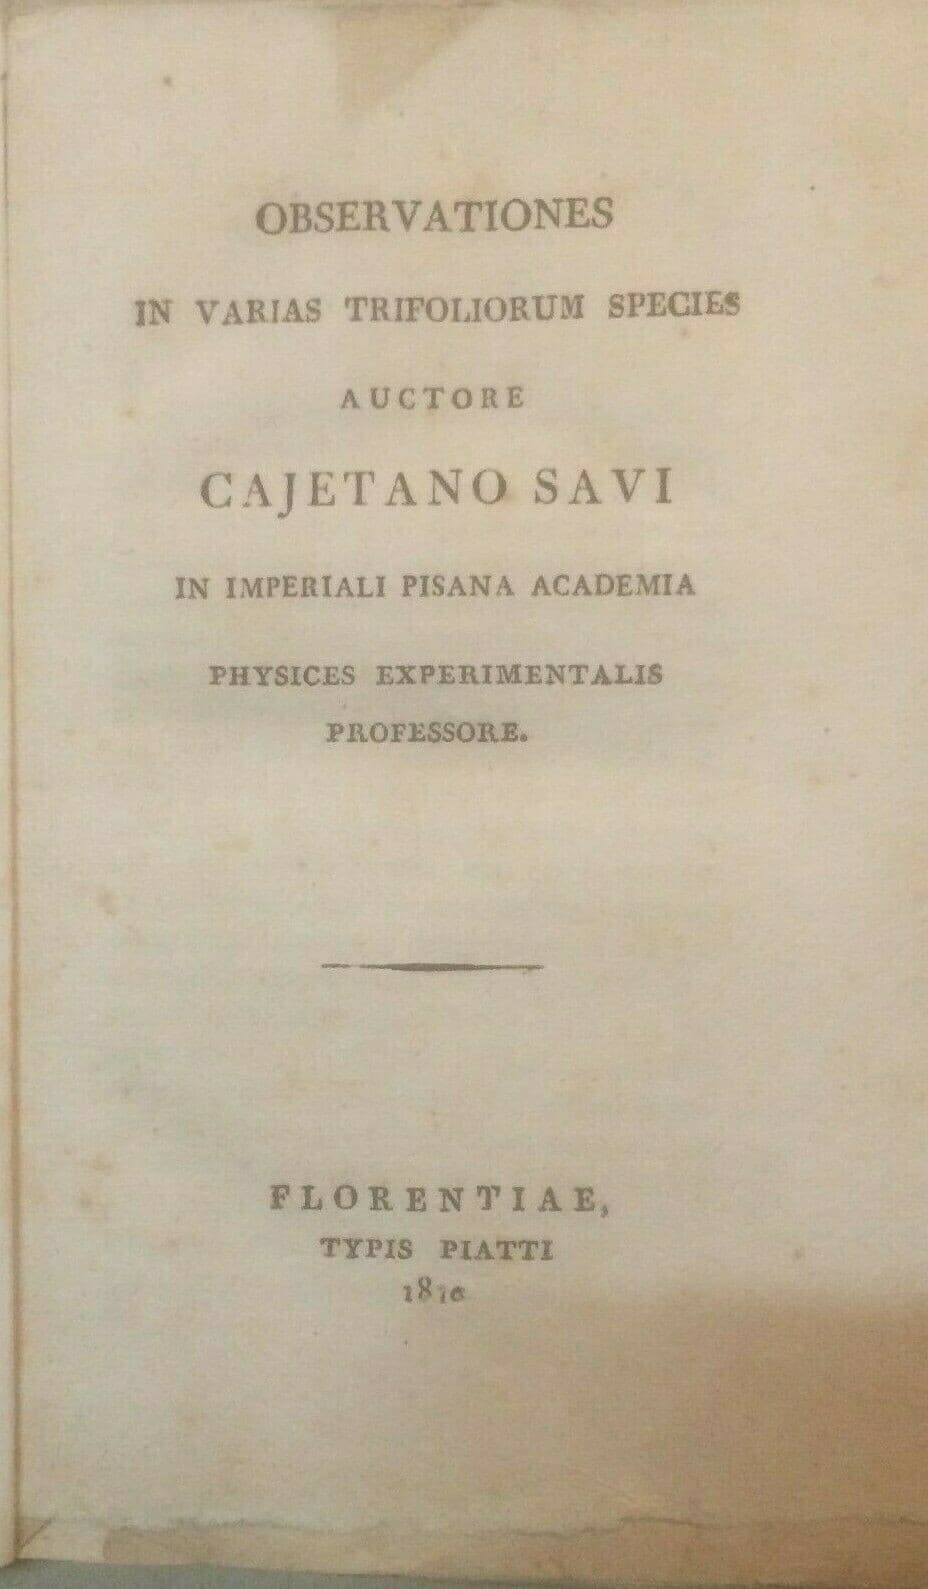 OBSERVATIONES
IN VARIAS TRIFOLIORUM SPECIES
AUCTORE
CAJETANO SAVI
IN IMPERIALI PISANA ACADEMIA
PHYSICES EXPERIMENTALIS
PROFESSORE.
FLORENTIAE,
TYPIS PIATTI
1810